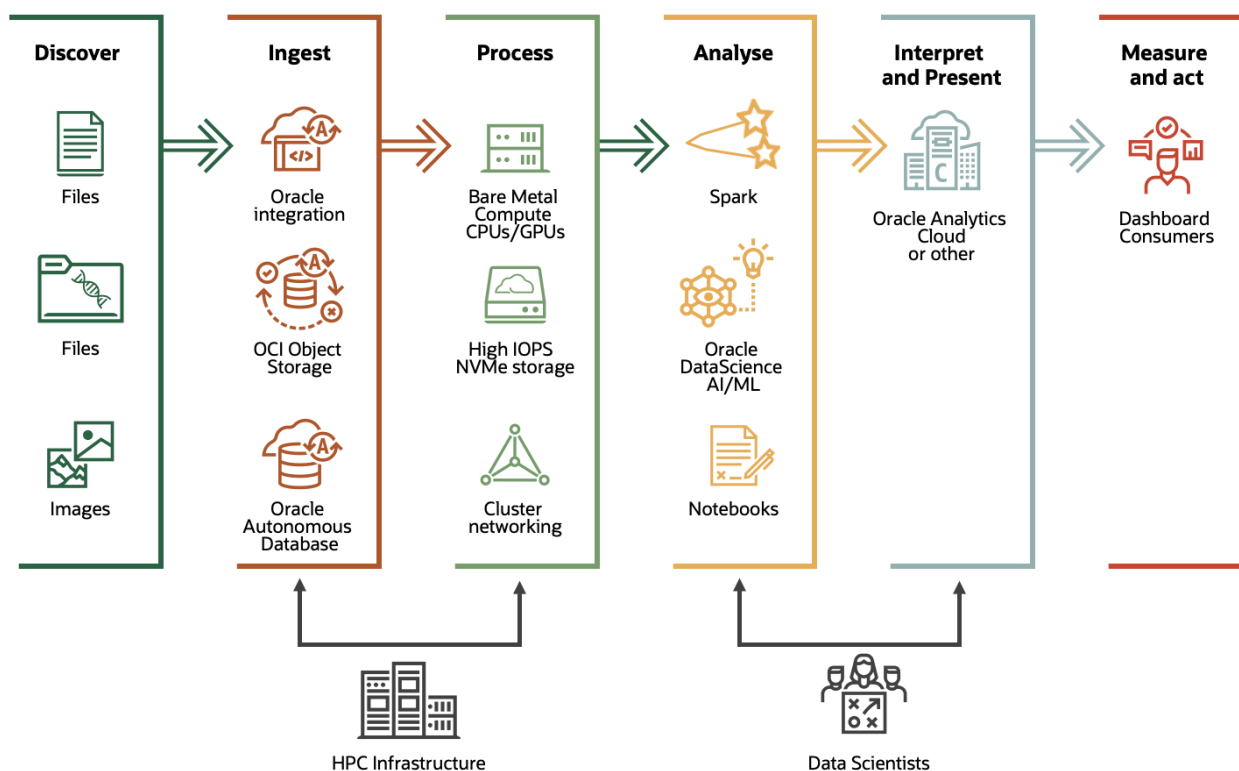 Discover
Files
Files
Images
Ingest
Oracle
integration
OCI Object
Storage
Oracle
Autonomous
Database
Process
Bare Metal
Compute
CPUs/GPUs
High IOPS
NVMe storage
Cluster
networking
Analyse
Spark
Oracle
DataScience
AI/ML
Notebooks
Interpret
and Present
Oracle Analytics
Cloud
or other
Measure
and act
Dashboard
Consumers
HPC Infrastructure
Data Scientists
A
</>
A
A
C